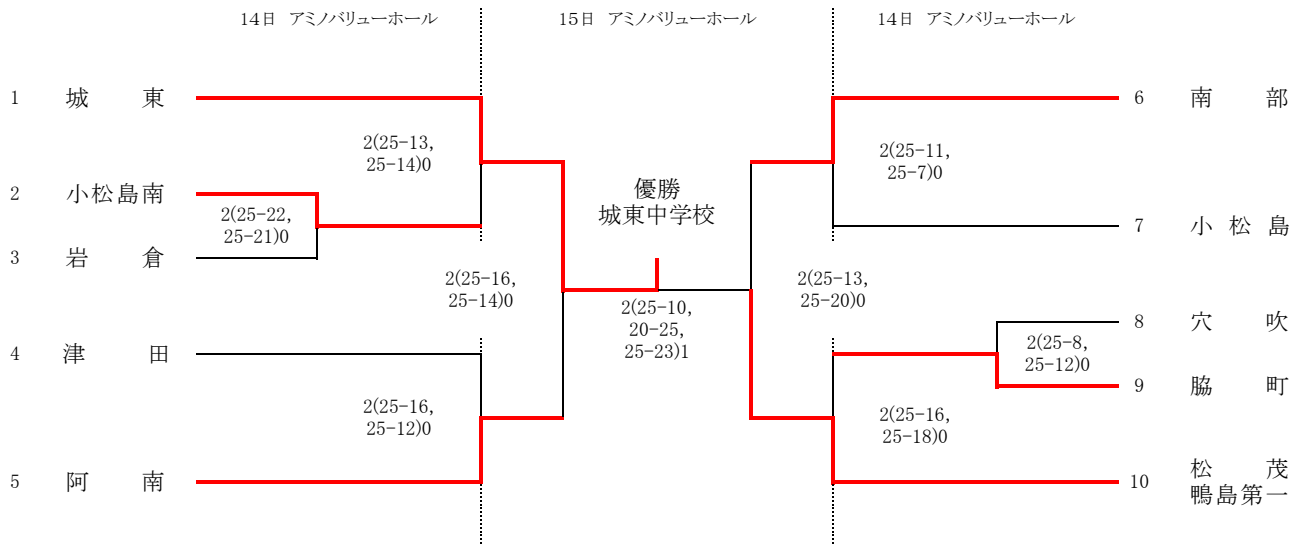 14日 アミノバリューホール
15日 アミノバリューホール
14日 アミノバリューホール
1 城東
2 小松島南
3 岩倉
4 津田
5 阿南
2(25-13,
25-14)0
2(25-22,
25-21)0
2(25-16,
25-14)0
2(25-16,
25-12)0
優勝
城東中学校
2(25-10,
20-25,
25-23)1
2(25-11,
25-7)0
2(25-13,
25-20)0
2(25-8,
25-12)0
2(25-16,
25-18)0
6 南部
7 小松島
8 穴吹
9 脇町
10 松茂
鴨島第一